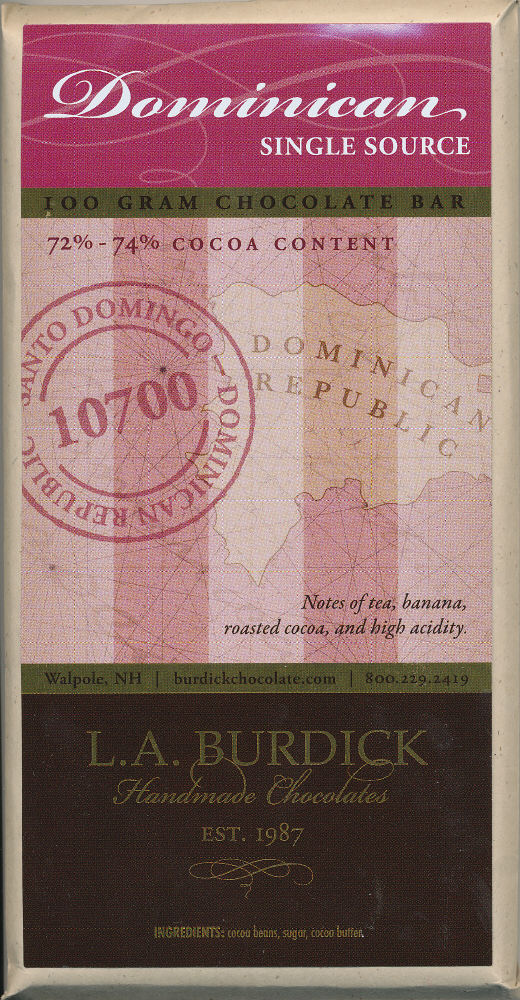 Dominican
SINGLE SOURCE
100 GRAM CHOCOLATE BAR
72% - 74% COCOA CONTENT
SANTO DOMINGO - DOMINICAN REPUBLIC
10700
DOMINICAN
REPUBLIC
Notes of tea, banana,
roasted cocoa, and high acidity.
Walpole, NH | burdickchocolate.com | 800.229.2419
L.A. BURDICK
Handmade Chocolates
EST. 1987
INGREDIENTS: cocoa beans, sugar, cocoa butter.